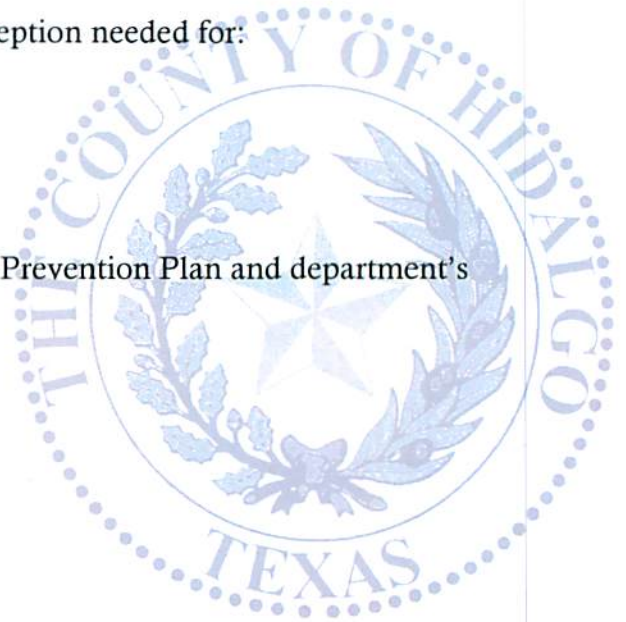 eption needed for:
Prevention Plan and department's
THE COUNTY OF HIDALGO
TEXAS